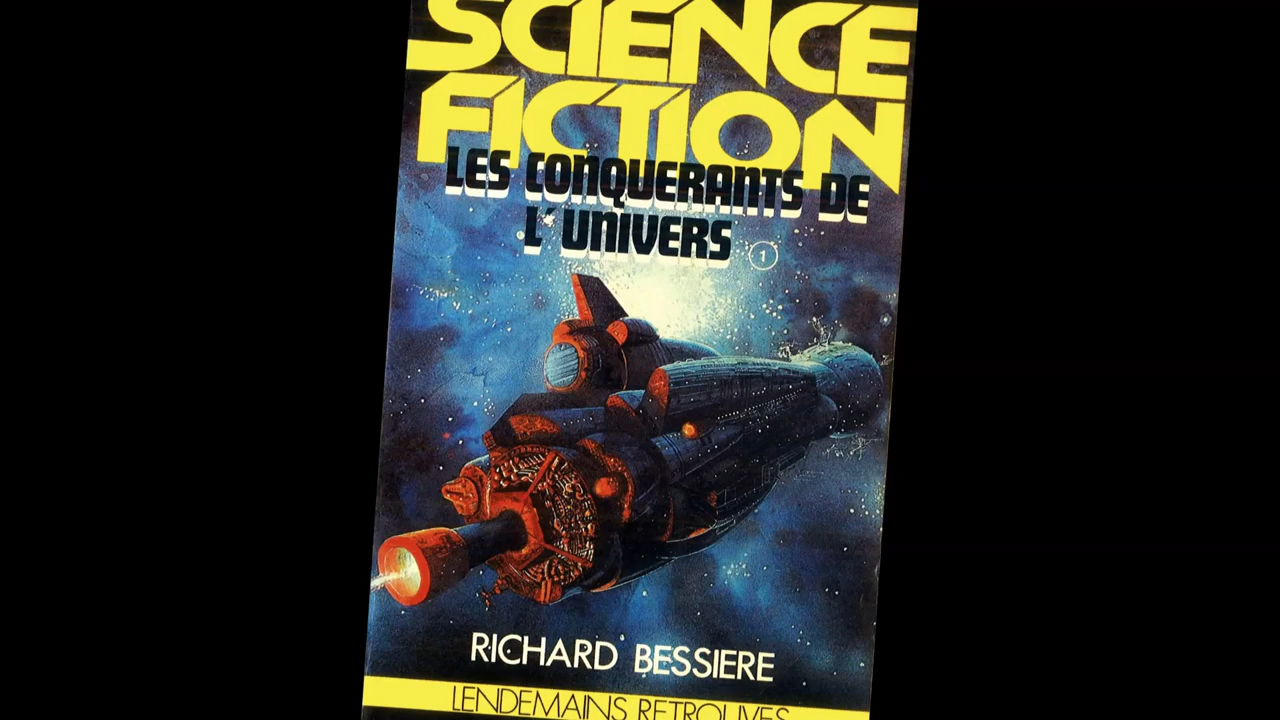 SCIENCE
FICTION
LES CONQUERANTS DE
L'UNIVERS 1
RICHARD BESSIERE
LENDEMAINS RETROUVES